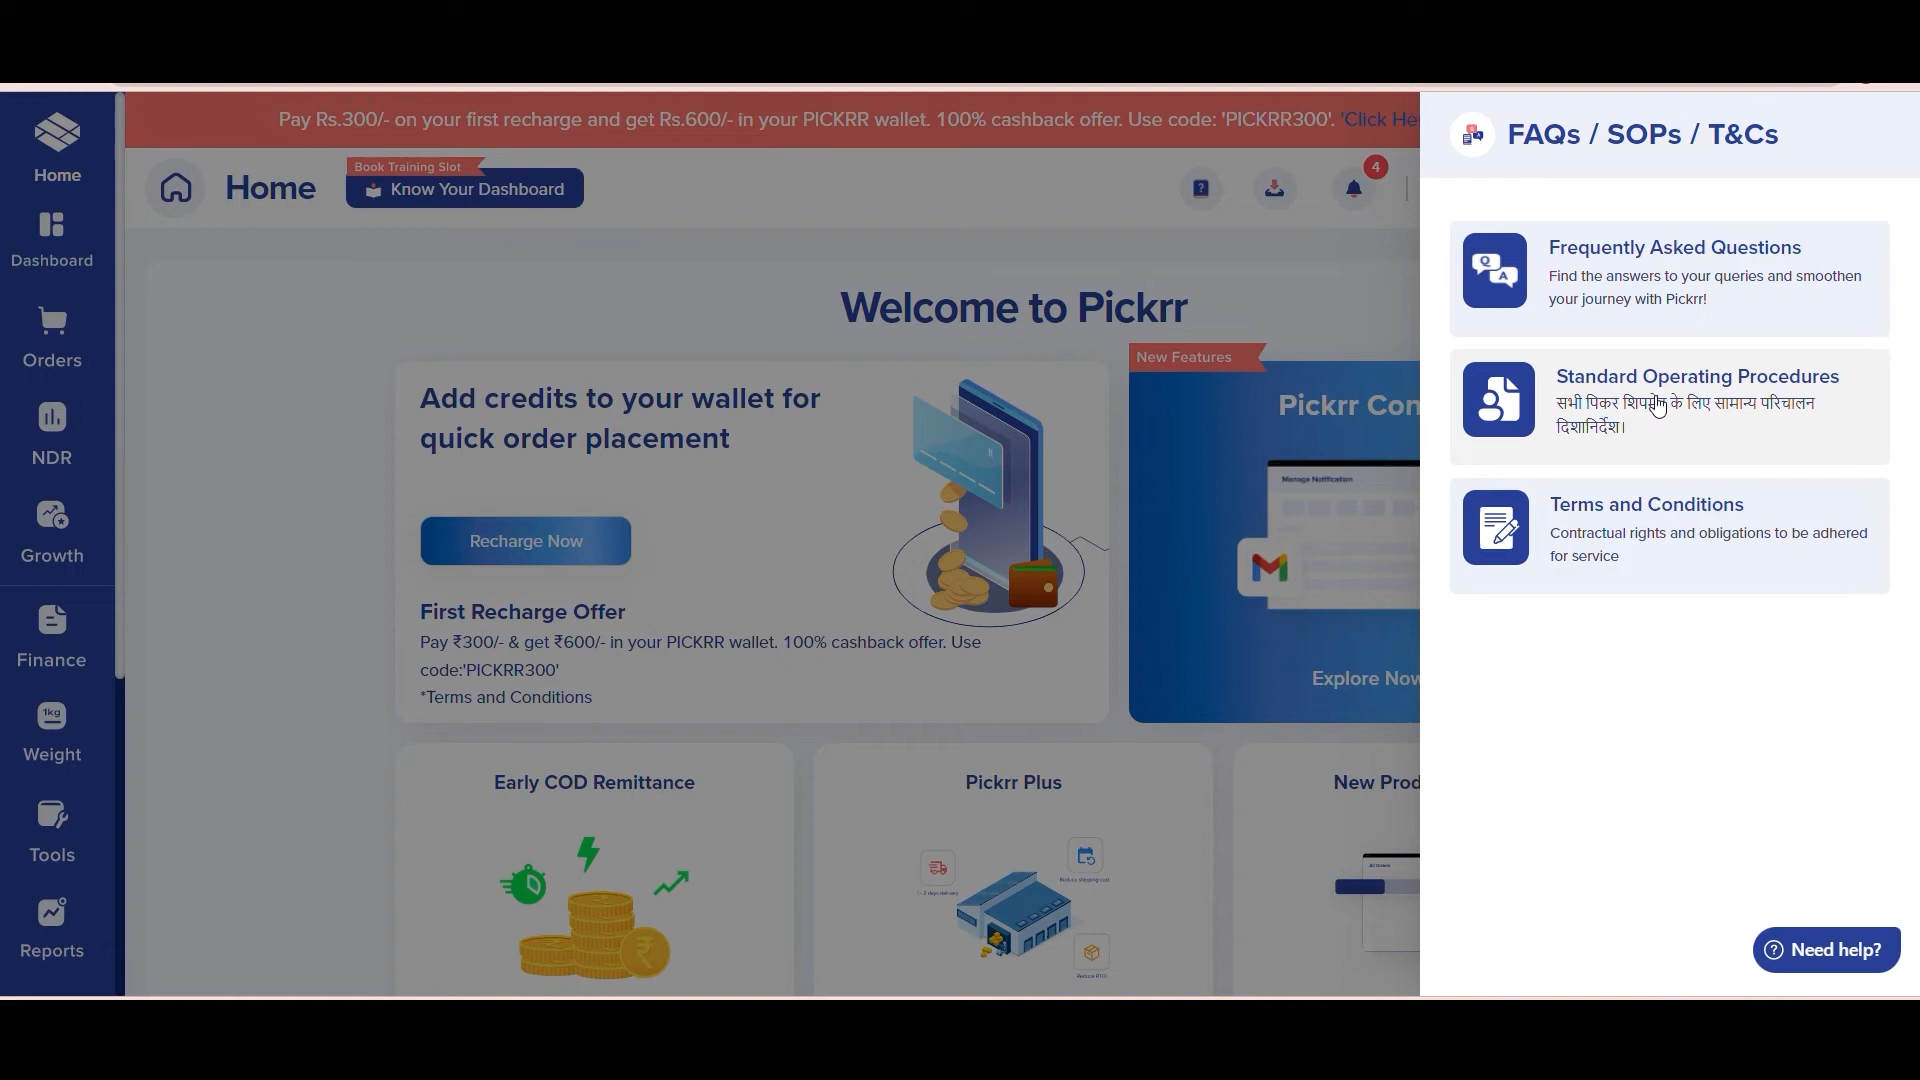 Pay Rs.300/- on your first recharge and get Rs.600/- in your PICKRR wallet. 100% cashback offer. Use code: 'PICKRR300'. 'Click He
Home
Dashboard
Orders
NDR
Growth
Finance
1kg
Weight
Tools
Reports
Home
Book Training Slot
Know Your Dashboard
4
Welcome to Pickrr
Add credits to your wallet for
quick order placement
Recharge Now
First Recharge Offer
Pay ₹300/- & get ₹600/- in your PICKRR wallet. 100% cashback offer. Use
code:'PICKRR300'
*Terms and Conditions
New Features
Pickrr Con
Manage Notification
Explore Now
Early COD Remittance
Pickrr Plus
New Prod
FAQs / SOPs / T&Cs
Q
A
Frequently Asked Questions
Find the answers to your queries and smoothen
your journey with Pickrr!
Standard Operating Procedures
सभी पिकर के लिए सामान्य परिचालन
दिशानिर्देश।
Terms and Conditions
Contractual rights and obligations to be adhered
for service
Need help?